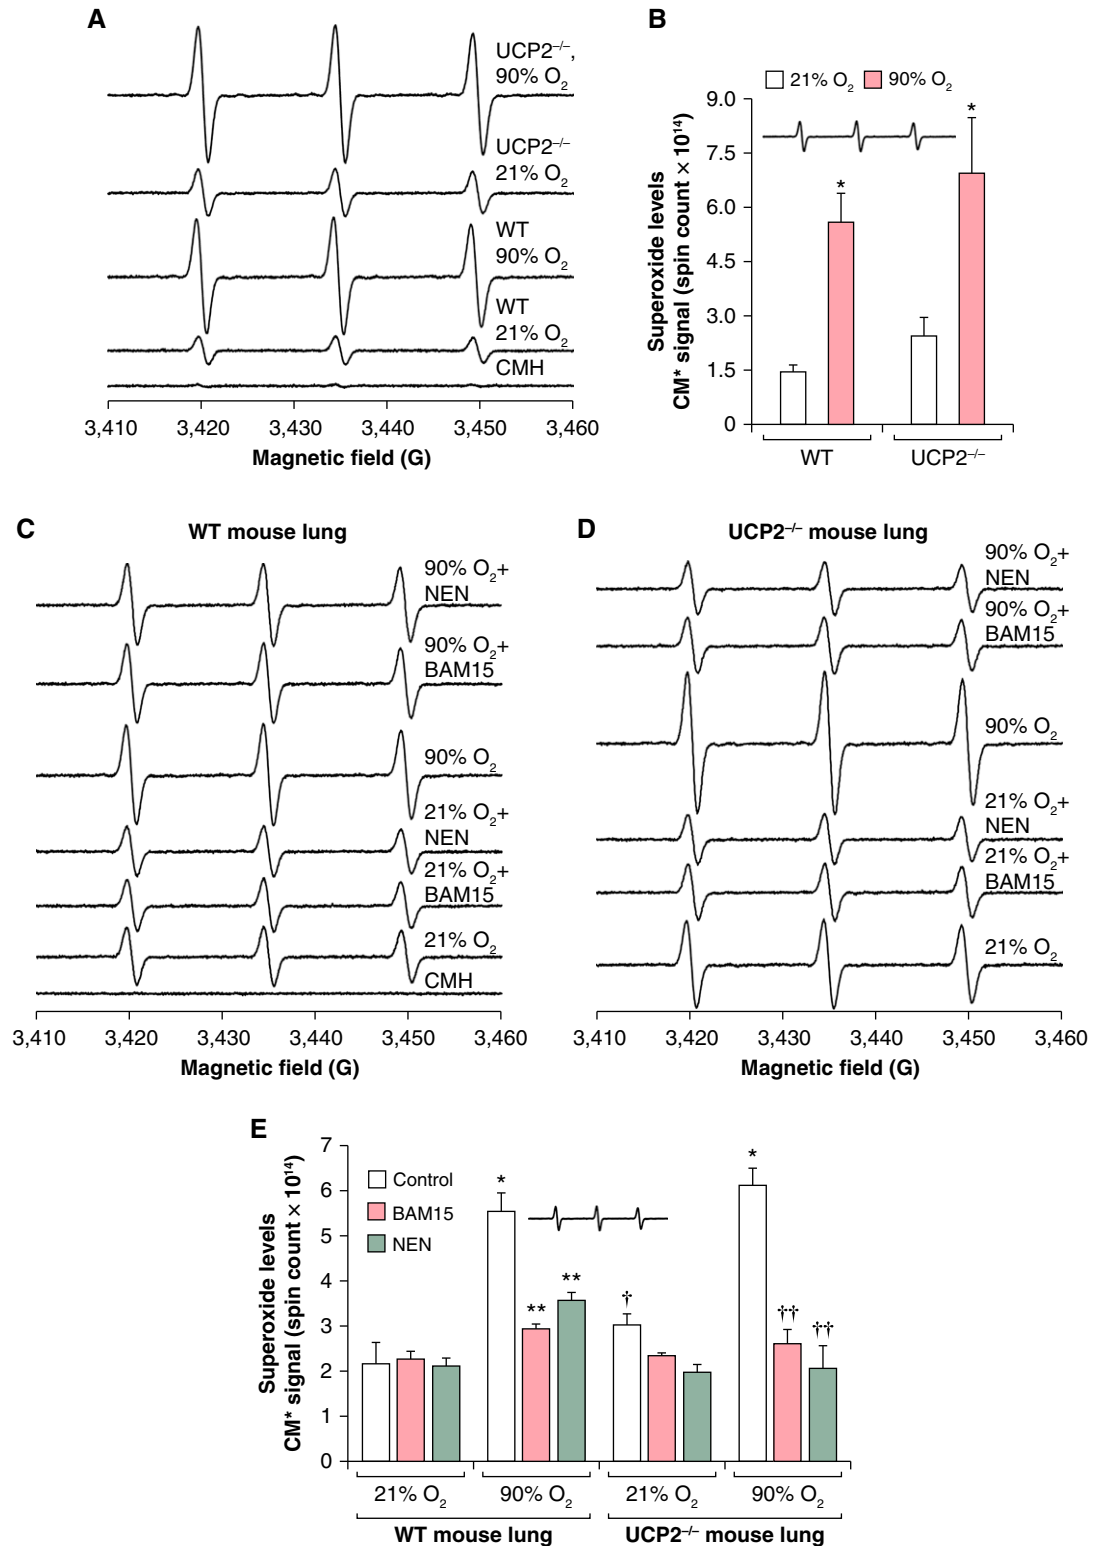 A
UCP2–/–,
90% O2
UCP2–/–
21% O2
WT
90% O2
WT
21% O2
CMH
3,410 3,420 3,430 3,440 3,450 3,460
Magnetic field (G)
B
21% O2 90% O2
Superoxide levels
CM* signal (spin count × 10¹⁴)
9.0
7.5
6.0
4.5
3.0
1.5
0
*
*
WT UCP2–/–
C
WT mouse lung
90% O2+
NEN
90% O2+
BAM15
90% O2
21% O2+
NEN
21% O2+
BAM15
21% O2
CMH
3,410 3,420 3,430 3,440 3,450 3,460
Magnetic field (G)
D
UCP2–/– mouse lung
90% O2+
NEN
90% O2+
BAM15
90% O2
21% O2+
NEN
21% O2+
BAM15
21% O2
3,410 3,420 3,430 3,440 3,450 3,460
Magnetic field (G)
E
Superoxide levels
CM* signal (spin count × 10¹⁴)
7
6
5
4
3
2
1
0
Control
BAM15
NEN
*
**
**
†
*
††
††
21% O2 90% O2 21% O2 90% O2
WT mouse lung UCP2–/– mouse lung